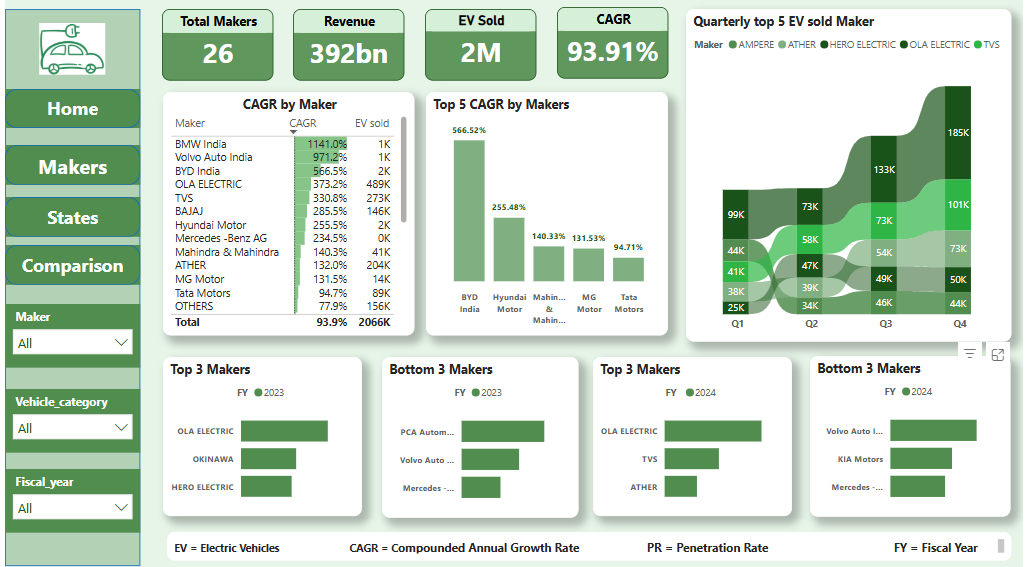 Total Makers
26
Revenue
392bn
EV Sold
2M
CAGR
93.91%
Home
Makers
States
Comparison
Maker
All
Vehicle_category
All
Fiscal_year
All
CAGR by Maker
Maker CAGR EV sold
BMW India 1141.0% 1K
Volvo Auto India 971.2% 1K
BYD India 566.5% 2K
OLA ELECTRIC 373.2% 489K
TVS 330.8% 273K
BAJAJ 285.5% 146K
Hyundai Motor 255.5% 2K
Mercedes -Benz AG 234.5% 0K
Mahindra & Mahindra 140.3% 41K
ATHER 132.0% 204K
MG Motor 131.5% 14K
Tata Motors 94.7% 89K
OTHERS 77.9% 156K
Total 93.9% 2066K
Top 5 CAGR by Makers
566.52%
255.48%
140.33%
131.53%
94.71%
BYD India
Hyundai Motor
Mahin... & Mahin...
MG Motor
Tata Motors
Quarterly top 5 EV sold Maker
Maker AMPERE ATHER HERO ELECTRIC OLA ELECTRIC TVS
99K
44K
41K
38K
25K
Q1
73K
58K
47K
39K
34K
Q2
133K
73K
54K
49K
46K
Q3
185K
101K
73K
50K
44K
Q4
Top 3 Makers
FY 2023
OLA ELECTRIC
OKINAWA
HERO ELECTRIC
Bottom 3 Makers
FY 2023
PCA Autom...
Volvo Auto ...
Mercedes -...
Top 3 Makers
FY 2024
OLA ELECTRIC
TVS
ATHER
Bottom 3 Makers
FY 2024
Volvo Auto I...
KIA Motors
Mercedes -...
EV = Electric Vehicles CAGR = Compounded Annual Growth Rate PR = Penetration Rate FY = Fiscal Year